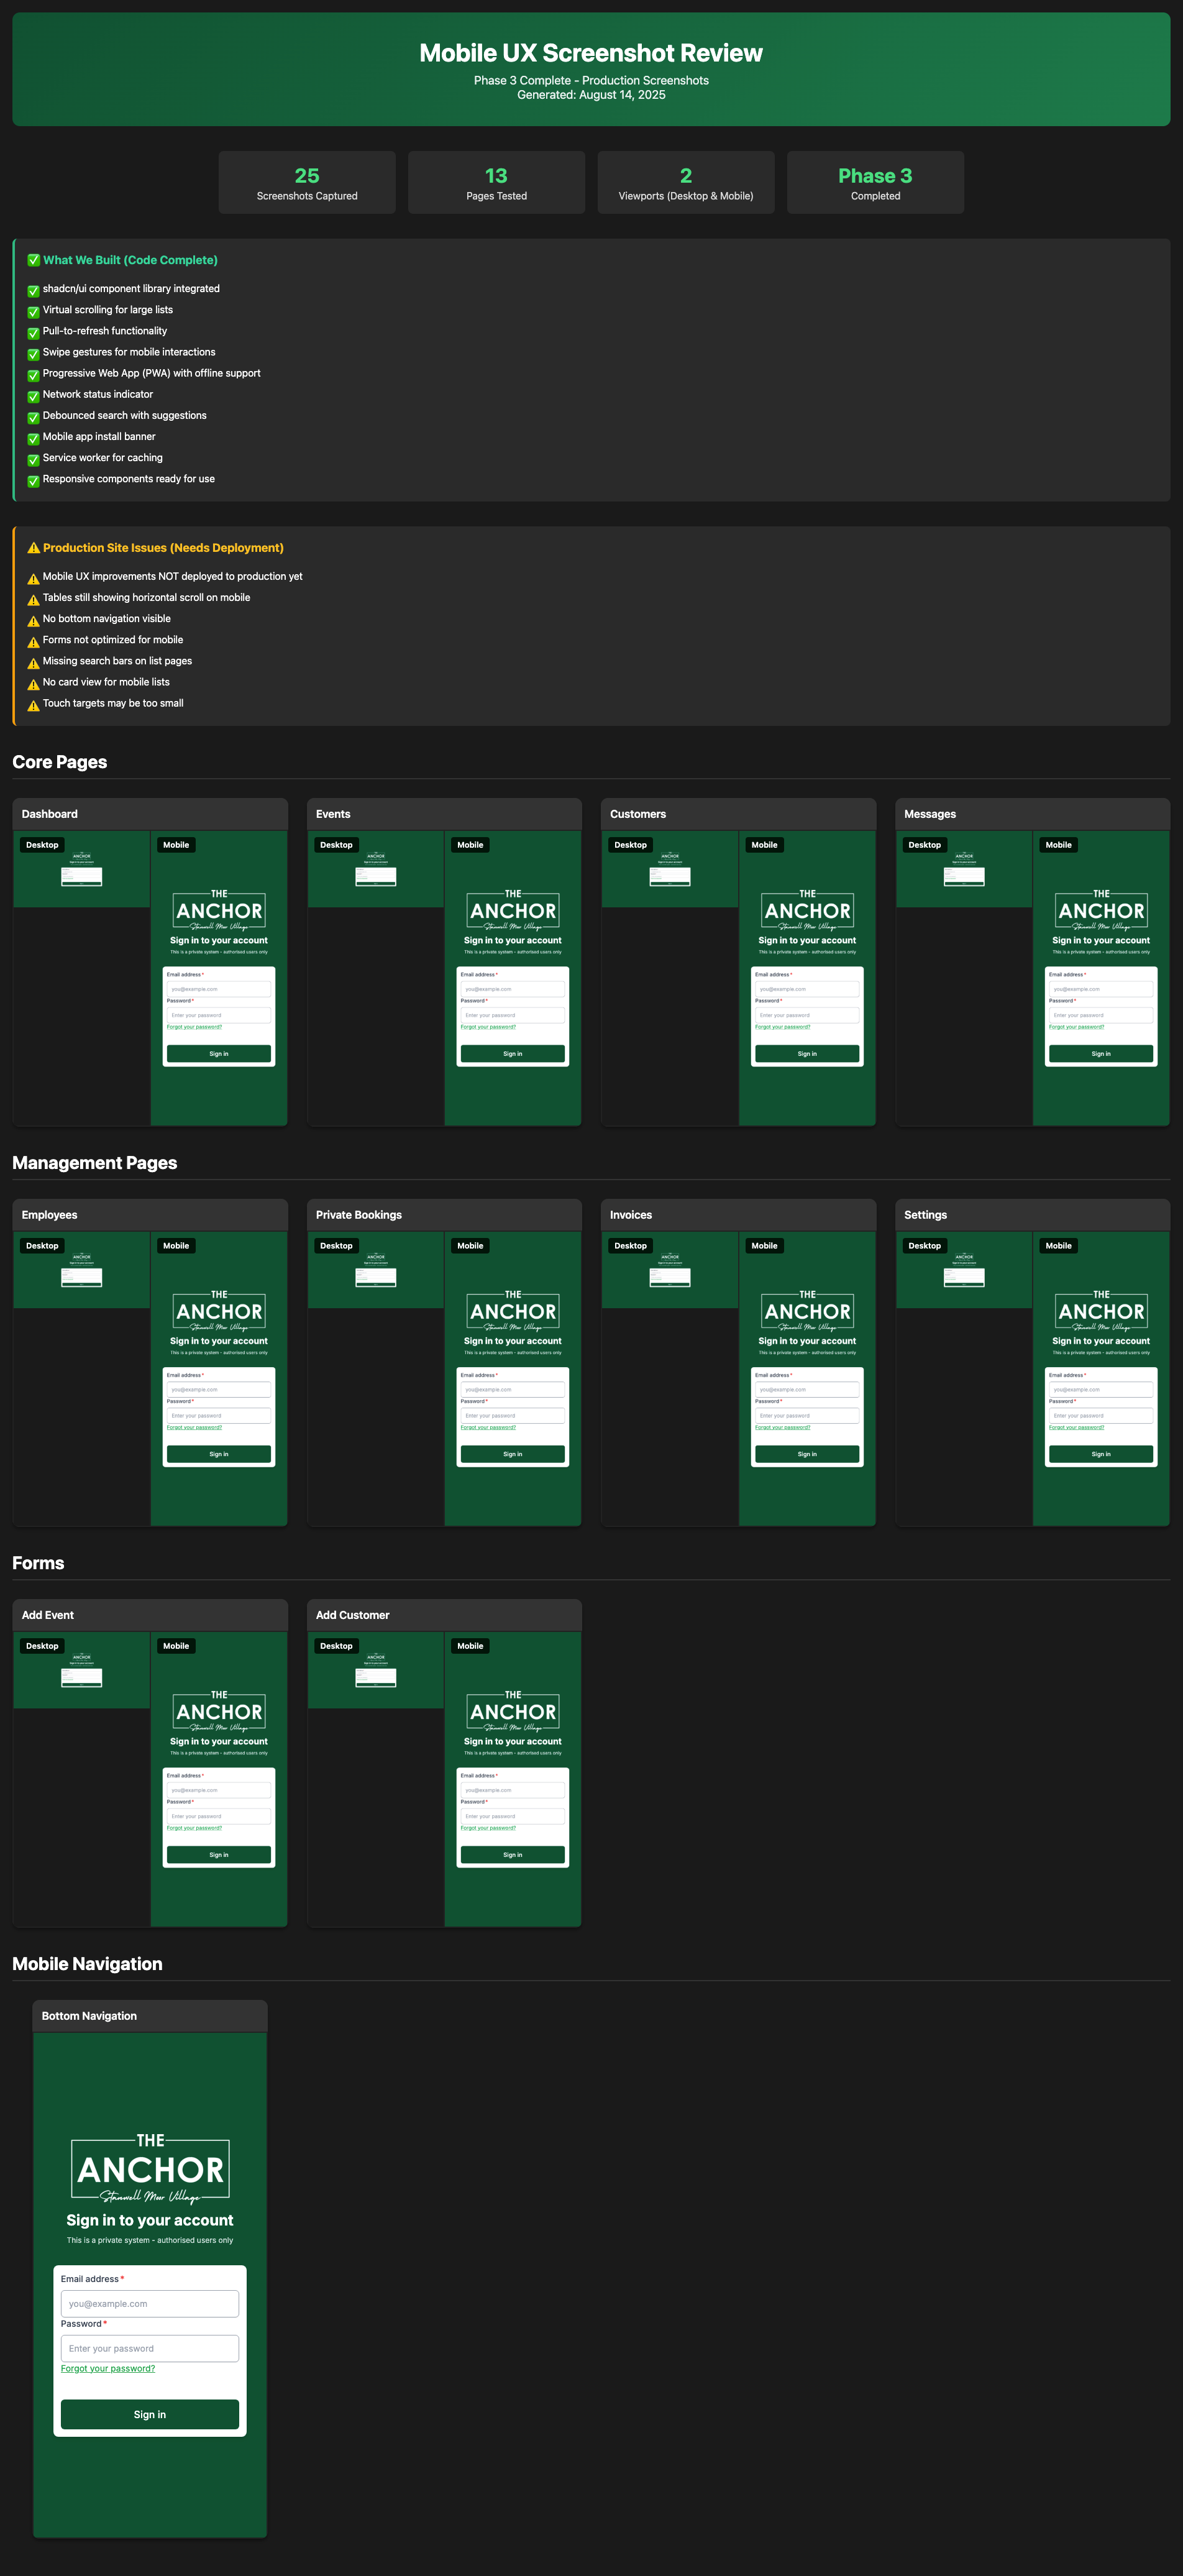 Mobile UX Screenshot Review
Phase 3 Complete - Production Screenshots
Generated: August 14, 2025
25
Screenshots Captured
13
Pages Tested
2
Viewports (Desktop & Mobile)
Phase 3
Completed
✅ What We Built (Code Complete)
✅ shadcn/ui component library integrated
✅ Virtual scrolling for large lists
✅ Pull-to-refresh functionality
✅ Swipe gestures for mobile interactions
✅ Progressive Web App (PWA) with offline support
✅ Network status indicator
✅ Debounced search with suggestions
✅ Mobile app install banner
✅ Service worker for caching
✅ Responsive components ready for use
⚠️ Production Site Issues (Needs Deployment)
⚠️ Mobile UX improvements NOT deployed to production yet
⚠️ Tables still showing horizontal scroll on mobile
⚠️ No bottom navigation visible
⚠️ Forms not optimized for mobile
⚠️ Missing search bars on list pages
⚠️ No card view for mobile lists
⚠️ Touch targets may be too small
Core Pages
Dashboard
Desktop
ANCHOR
Mobile
THE
ANCHOR
Stanwell Moor Village
Sign in to your account
This is a private system - authorised users only
Email address *
you@example.com
Password *
Enter your password
Forgot your password?
Sign in
Events
Desktop
ANCHOR
Mobile
THE
ANCHOR
Stanwell Moor Village
Sign in to your account
This is a private system - authorised users only
Email address *
you@example.com
Password *
Enter your password
Forgot your password?
Sign in
Customers
Desktop
ANCHOR
Mobile
THE
ANCHOR
Stanwell Moor Village
Sign in to your account
This is a private system - authorised users only
Email address *
you@example.com
Password *
Enter your password
Forgot your password?
Sign in
Messages
Desktop
ANCHOR
Mobile
THE
ANCHOR
Stanwell Moor Village
Sign in to your account
This is a private system - authorised users only
Email address *
you@example.com
Password *
Enter your password
Forgot your password?
Sign in
Management Pages
Employees
Desktop
ANCHOR
Mobile
THE
ANCHOR
Stanwell Moor Village
Sign in to your account
This is a private system - authorised users only
Email address *
you@example.com
Password *
Enter your password
Forgot your password?
Sign in
Private Bookings
Desktop
ANCHOR
Mobile
THE
ANCHOR
Stanwell Moor Village
Sign in to your account
This is a private system - authorised users only
Email address *
you@example.com
Password *
Enter your password
Forgot your password?
Sign in
Invoices
Desktop
ANCHOR
Mobile
THE
ANCHOR
Stanwell Moor Village
Sign in to your account
This is a private system - authorised users only
Email address *
you@example.com
Password *
Enter your password
Forgot your password?
Sign in
Settings
Desktop
ANCHOR
Mobile
THE
ANCHOR
Stanwell Moor Village
Sign in to your account
This is a private system - authorised users only
Email address *
you@example.com
Password *
Enter your password
Forgot your password?
Sign in
Forms
Add Event
Desktop
ANCHOR
Mobile
THE
ANCHOR
Stanwell Moor Village
Sign in to your account
This is a private system - authorised users only
Email address *
you@example.com
Password *
Enter your password
Forgot your password?
Sign in
Add Customer
Desktop
ANCHOR
Mobile
THE
ANCHOR
Stanwell Moor Village
Sign in to your account
This is a private system - authorised users only
Email address *
you@example.com
Password *
Enter your password
Forgot your password?
Sign in
Mobile Navigation
Bottom Navigation
THE
ANCHOR
Stanwell Moor Village
Sign in to your account
This is a private system - authorised users only
Email address *
you@example.com
Password *
Enter your password
Forgot your password?
Sign in